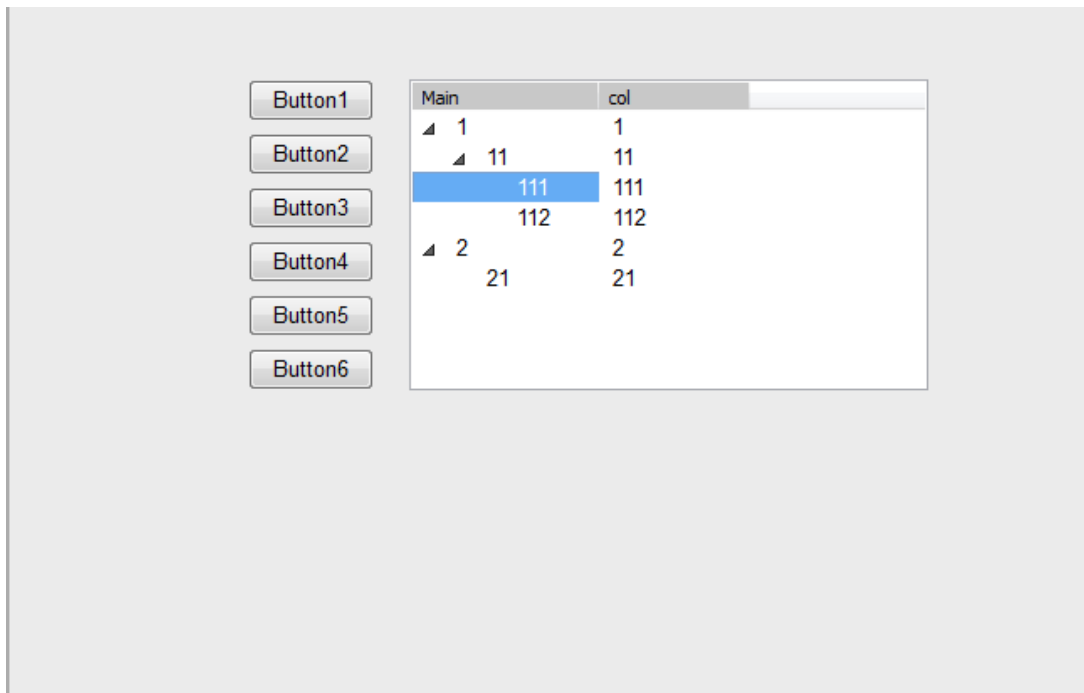 Button1
Button2
Button3
Button4
Button5
Button6
Main col
1 1
11 11
111 111
112 112
2 2
21 21